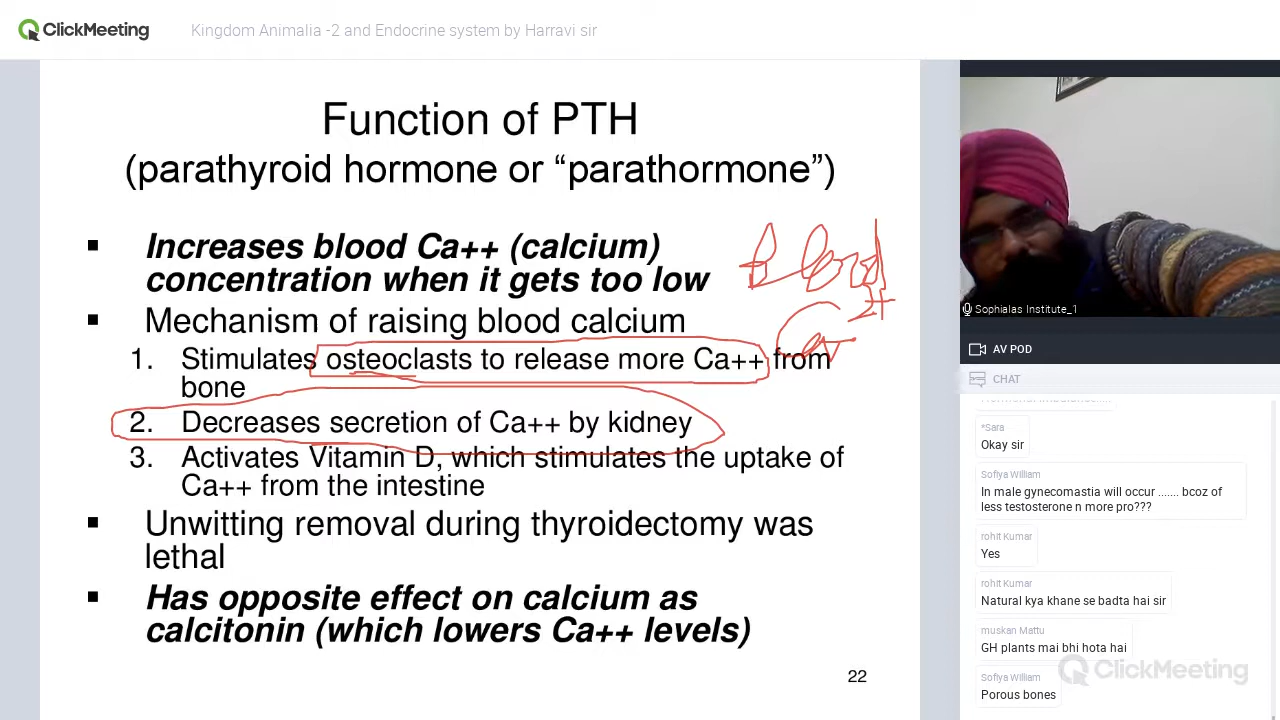 ClickMeeting
Kingdom Animalia -2 and Endocrine system by Harravi sir
Function of PTH
(parathyroid hormone or “parathormone”)
▪ Increases blood Ca++ (calcium)
concentration when it gets too low
▪ Mechanism of raising blood calcium
1. Stimulates osteoclasts to release more Ca++ from
bone
2. Decreases secretion of Ca++ by kidney
3. Activates Vitamin D, which stimulates the uptake of
Ca++ from the intestine
▪ Unwitting removal during thyroidectomy was
lethal
▪ Has opposite effect on calcium as
calcitonin (which lowers Ca++ levels)
22
Blood
Ca2+
Sophialas Institute_1
AV POD
CHAT
*Sara
Okay sir
Sofiya William
In male gynecomastia will occur ....... bcoz of
less testosterone n more pro???
rohit Kumar
Yes
rohit Kumar
Natural kya khane se badta hai sir
muskan Mattu
GH plants mai bhi hota hai
Sofiya William
Porous bones
ClickMeeting